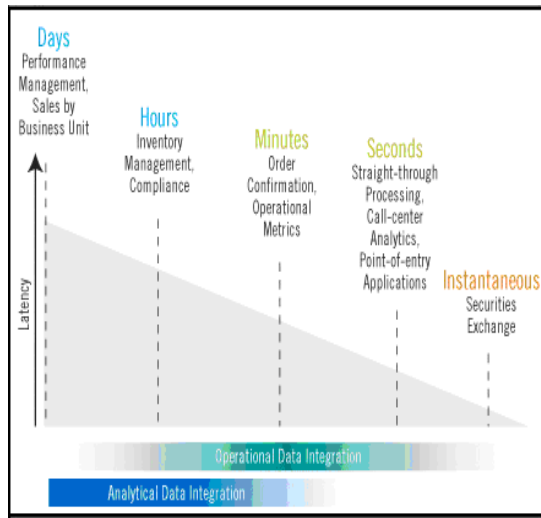 Days
Performance
Management,
Sales by
Business Unit
Hours
Inventory
Management,
Compliance
Minutes
Order
Confirmation,
Operational
Metrics
Seconds
Straight-through
Processing,
Call-center
Analytics,
Point-of-entry
Applications
Instantaneous
Securities
Exchange
Latency
Operational Data Integration
Analytical Data Integration